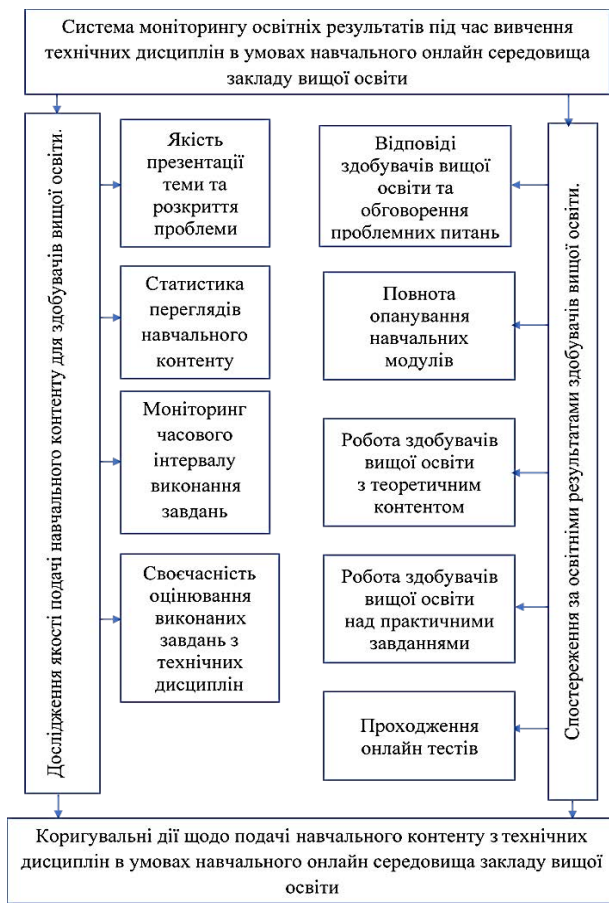 Система моніторингу освітніх результатів під час вивчення
технічних дисциплін в умовах навчального онлайн середовища
закладу вищої освіти
Дослідження якості подачі навчального контенту для здобувачів вищої освіти.
Якість
презентації
теми та
розкриття
проблеми
Статистика
переглядів
навчального
контенту
Моніторинг
часового
інтервалу
виконання
завдань
Своєчасність
оцінювання
виконаних
завдань з
технічних
дисциплін
Відповіді
здобувачів вищої
освіти та
обговорення
проблемних питань
Повнота
опанування
навчальних
модулів
Робота здобувачів
вищої освіти
з теоретичним
контентом
Робота здобувачів
вищої освіти
над практичними
завданнями
Проходження
онлайн тестів
Спостереження за освітніми результатами здобувачів вищої освіти.
Коригувальні дії щодо подачі навчального контенту з технічних
дисциплін в умовах навчального онлайн середовища закладу вищої
освіти